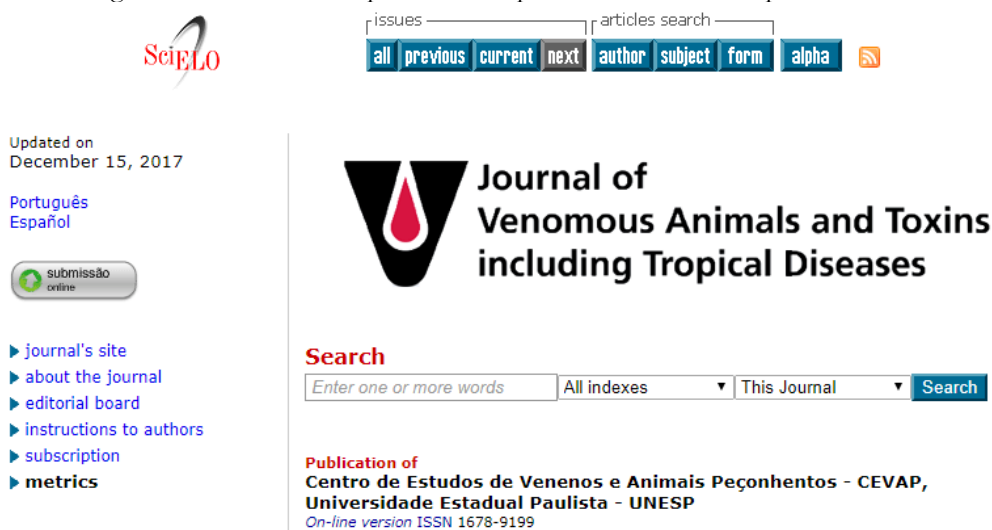 SciELO
issues
articles search
all previous current next author subject form alpha
Updated on
December 15, 2017
Português
Español
submissão
online
journal's site
about the journal
editorial board
instructions to authors
subscription
metrics
Journal of
Venomous Animals and Toxins
including Tropical Diseases
Search
Enter one or more words All indexes This Journal Search
Publication of
Centro de Estudos de Venenos e Animais Peçonhentos - CEVAP,
Universidade Estadual Paulista - UNESP
On-line version ISSN 1678-9199